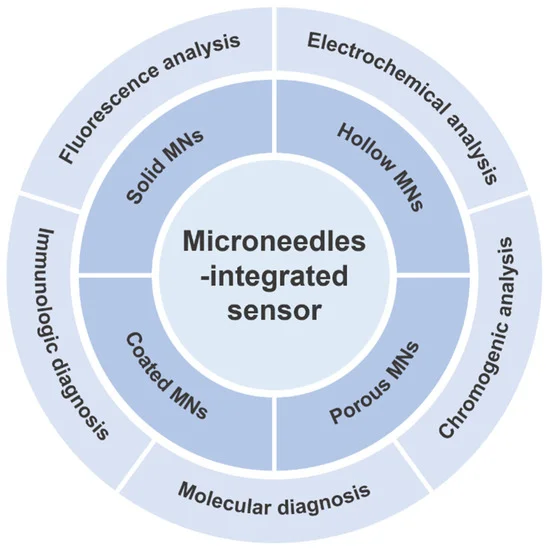 Microneedles
-integrated
sensor
Solid MNs
Hollow MNs
Porous MNs
Coated MNs
Fluorescence analysis
Electrochemical analysis
Chromogenic analysis
Molecular diagnosis
Immunologic diagnosis